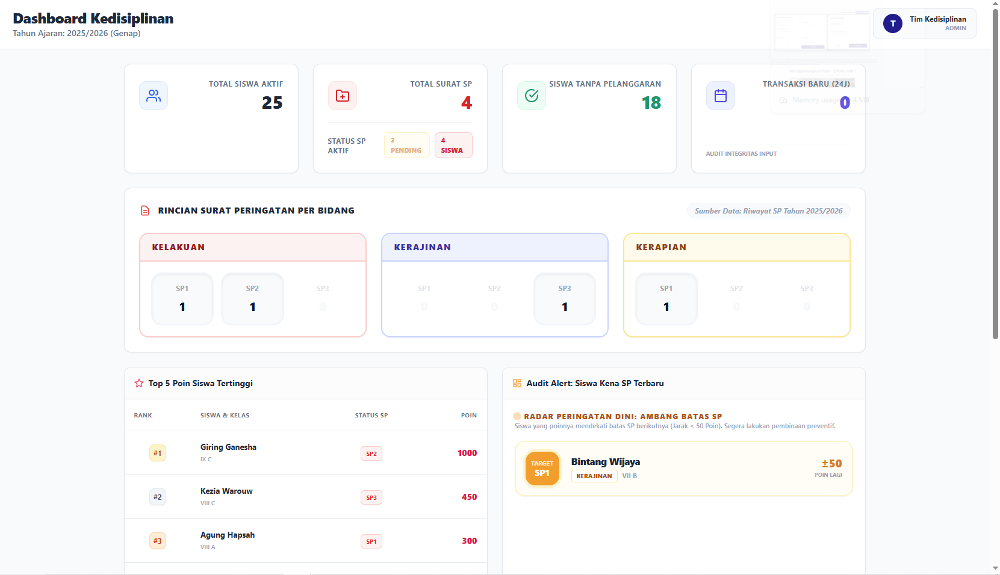 Dashboard Kedisiplinan
Tahun Ajaran: 2025/2026 (Genap)
T
Tim Kedisiplinan
ADMIN
TOTAL SISWA AKTIF
25
TOTAL SURAT SP
4
STATUS SP
AKTIF
2
PENDING
4
SISWA
SISWA TANPA PELANGGARAN
18
TRANSAKSI BARU (24J)
0
Memory usage
4 MB
AUDIT INTEGRITAS INPUT
RINCIAN SURAT PERINGATAN PER BIDANG
Sumber Data: Riwayat SP Tahun 2025/2026
KELAKUAN
SP1
1
SP2
1
SP3
0
KERAJINAN
SP1
0
SP2
0
SP3
1
KERAPIAN
SP1
1
SP2
0
SP3
0
Top 5 Poin Siswa Tertinggi
RANK SISWA & KELAS STATUS SP POIN
#1 Giring Ganesha SP2 1000
IX C
#2 Kezia Warouw SP3 450
VIII C
#3 Agung Hapsah SP1 300
VIII A
Audit Alert: Siswa Kena SP Terbaru
RADAR PERINGATAN DINI: AMBANG BATAS SP
Siswa yang poinnya mendekati batas SP berikutnya (Jarak < 50 Poin). Segera lakukan pembinaan preventif.
TARGET
SP1
Bintang Wijaya
KERAJINAN VII B
±50
POIN LAGI